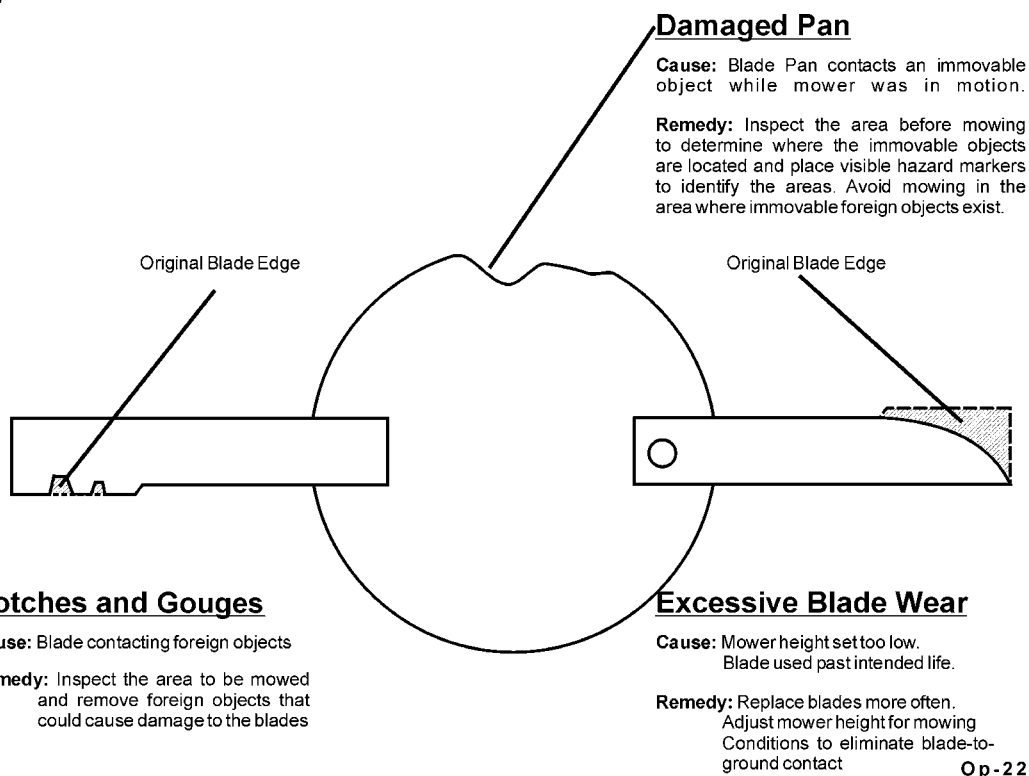 Damaged Pan
Cause: Blade Pan contacts an immovable
object while mower was in motion.
Remedy: Inspect the area before mowing
to determine where the immovable objects
are located and place visible hazard markers
to identify the areas. Avoid mowing in the
area where immovable foreign objects exist.
Original Blade Edge
Original Blade Edge
otches and Gouges
use: Blade contacting foreign objects
medy: Inspect the area to be mowed
and remove foreign objects that
could cause damage to the blades
Excessive Blade Wear
Cause: Mower height set too low.
Blade used past intended life.
Remedy: Replace blades more often.
Adjust mower height for mowing
Conditions to eliminate blade-to-
ground contact
Op-22